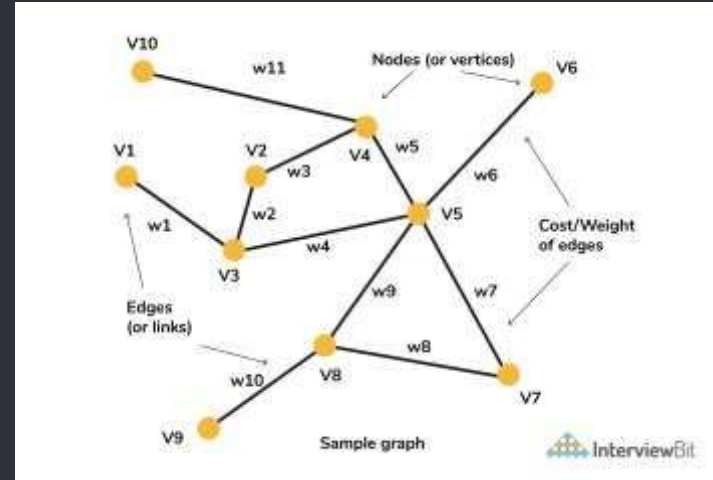 V10
w11
Nodes (or vertices)
V6
V1
V2
w3
V4
w5
w6
w1
w2
V5
w4
V3
Cost/Weight
of edges
Edges
(or links)
w9
w7
w10
V8
w8
V7
V9
Sample graph
InterviewBit